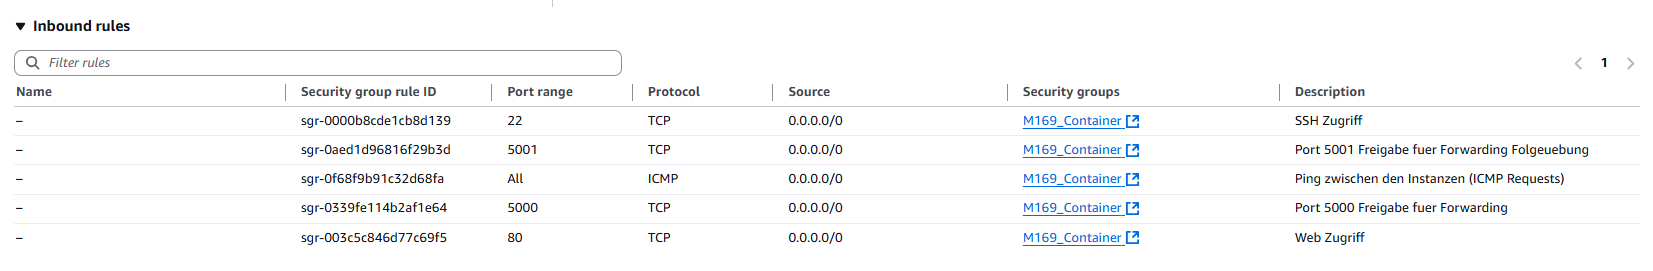 Inbound rules
Filter rules
1
Name Security group rule ID Port range Protocol Source Security groups Description
– sgr-0000b8cde1cb8d139 22 TCP 0.0.0.0/0 M169_Container SSH Zugriff
– sgr-0aed1d96816f29b3d 5001 TCP 0.0.0.0/0 M169_Container Port 5001 Freigabe fuer Forwarding Folgeuebung
– sgr-0f68f9b91c32d68fa All ICMP 0.0.0.0/0 M169_Container Ping zwischen den Instanzen (ICMP Requests)
– sgr-0339fe114b2af1e64 5000 TCP 0.0.0.0/0 M169_Container Port 5000 Freigabe fuer Forwarding
– sgr-003c5c846d77c69f5 80 TCP 0.0.0.0/0 M169_Container Web Zugriff